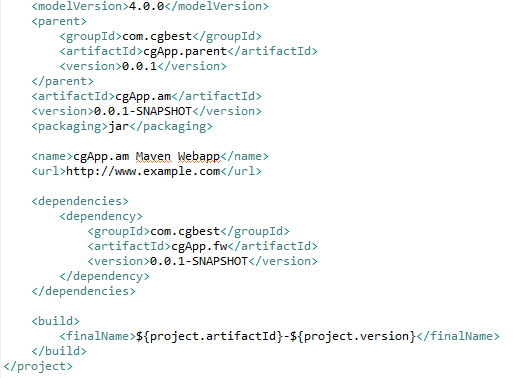 <modelVersion>4.0.0</modelVersion>
<parent>
<groupId>com.cgbest</groupId>
<artifactId>cgApp.parent</artifactId>
<version>0.0.1</version>
</parent>
<artifactId>cgApp.am</artifactId>
<version>0.0.1-SNAPSHOT</version>
<packaging>jar</packaging>
<name>cgApp.am Maven Webapp</name>
<url>http://www.example.com</url>
<dependencies>
<dependency>
<groupId>com.cgbest</groupId>
<artifactId>cgApp.fw</artifactId>
<version>0.0.1-SNAPSHOT</version>
</dependency>
</dependencies>
<build>
<finalName>${project.artifactId}-${project.version}</finalName>
</build>
</project>